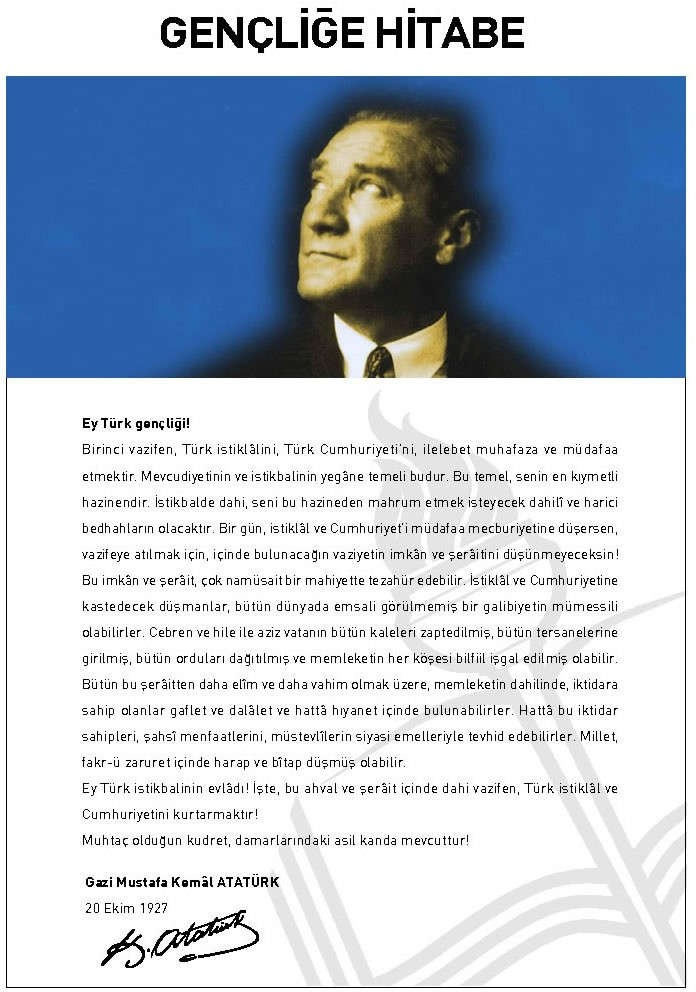 GENÇLİĞE HİTABE
Ey Türk gençliği!
Birinci vazifen, Türk istiklâlini, Türk Cumhuriyeti'ni, ilelebet muhafaza ve müdafaa
etmektir. Mevcudiyetinin ve istikbalinin yegâne temeli budur. Bu temel, senin en kıymetli
hazinendir. İstikbalde dahi, seni bu hazineden mahrum etmek isteyecek dahilî ve harici
bedhahların olacaktır. Bir gün, istiklâl ve Cumhuriyet'i müdafaa mecburiyetine düşersen,
vazifeye atılmak için, içinde bulunacağın vaziyetin imkân ve şerâitini düşünmeyeceksin!
Bu imkân ve şerâit, çok namüsait bir mahiyette tezahür edebilir. İstiklâl ve Cumhuriyetine
kastedecek düşmanlar, bütün dünyada emsali görülmemiş bir galibiyetin mümessili
olabilirler. Cebren ve hile ile aziz vatanın bütün kaleleri zaptedilmiş, bütün tersanelerine
girilmiş, bütün orduları dağıtılmış ve memleketin her köşesi bilfiil işgal edilmiş olabilir.
Bütün bu şerâitten daha elîm ve daha vahim olmak üzere, memleketin dahilinde, iktidara
sahip olanlar gaflet ve dalâlet ve hattâ hıyanet içinde bulunabilirler. Hattâ bu iktidar
sahipleri, şahsî menfaatlerini, müstevlîlerin siyasi emelleriyle tevhid edebilirler. Millet,
fakr-ü zaruret içinde harap ve bîtap düşmüş olabilir.
Ey Türk istikbalinin evlâdı! İşte, bu ahval ve şerâit içinde dahi vazifen, Türk istiklâl ve
Cumhuriyetini kurtarmaktır!
Muhtaç olduğun kudret, damarlarındaki asil kanda mevcuttur!
Gazi Mustafa Kemâl ATATÜRK
20 Ekim 1927
K. Atatürk